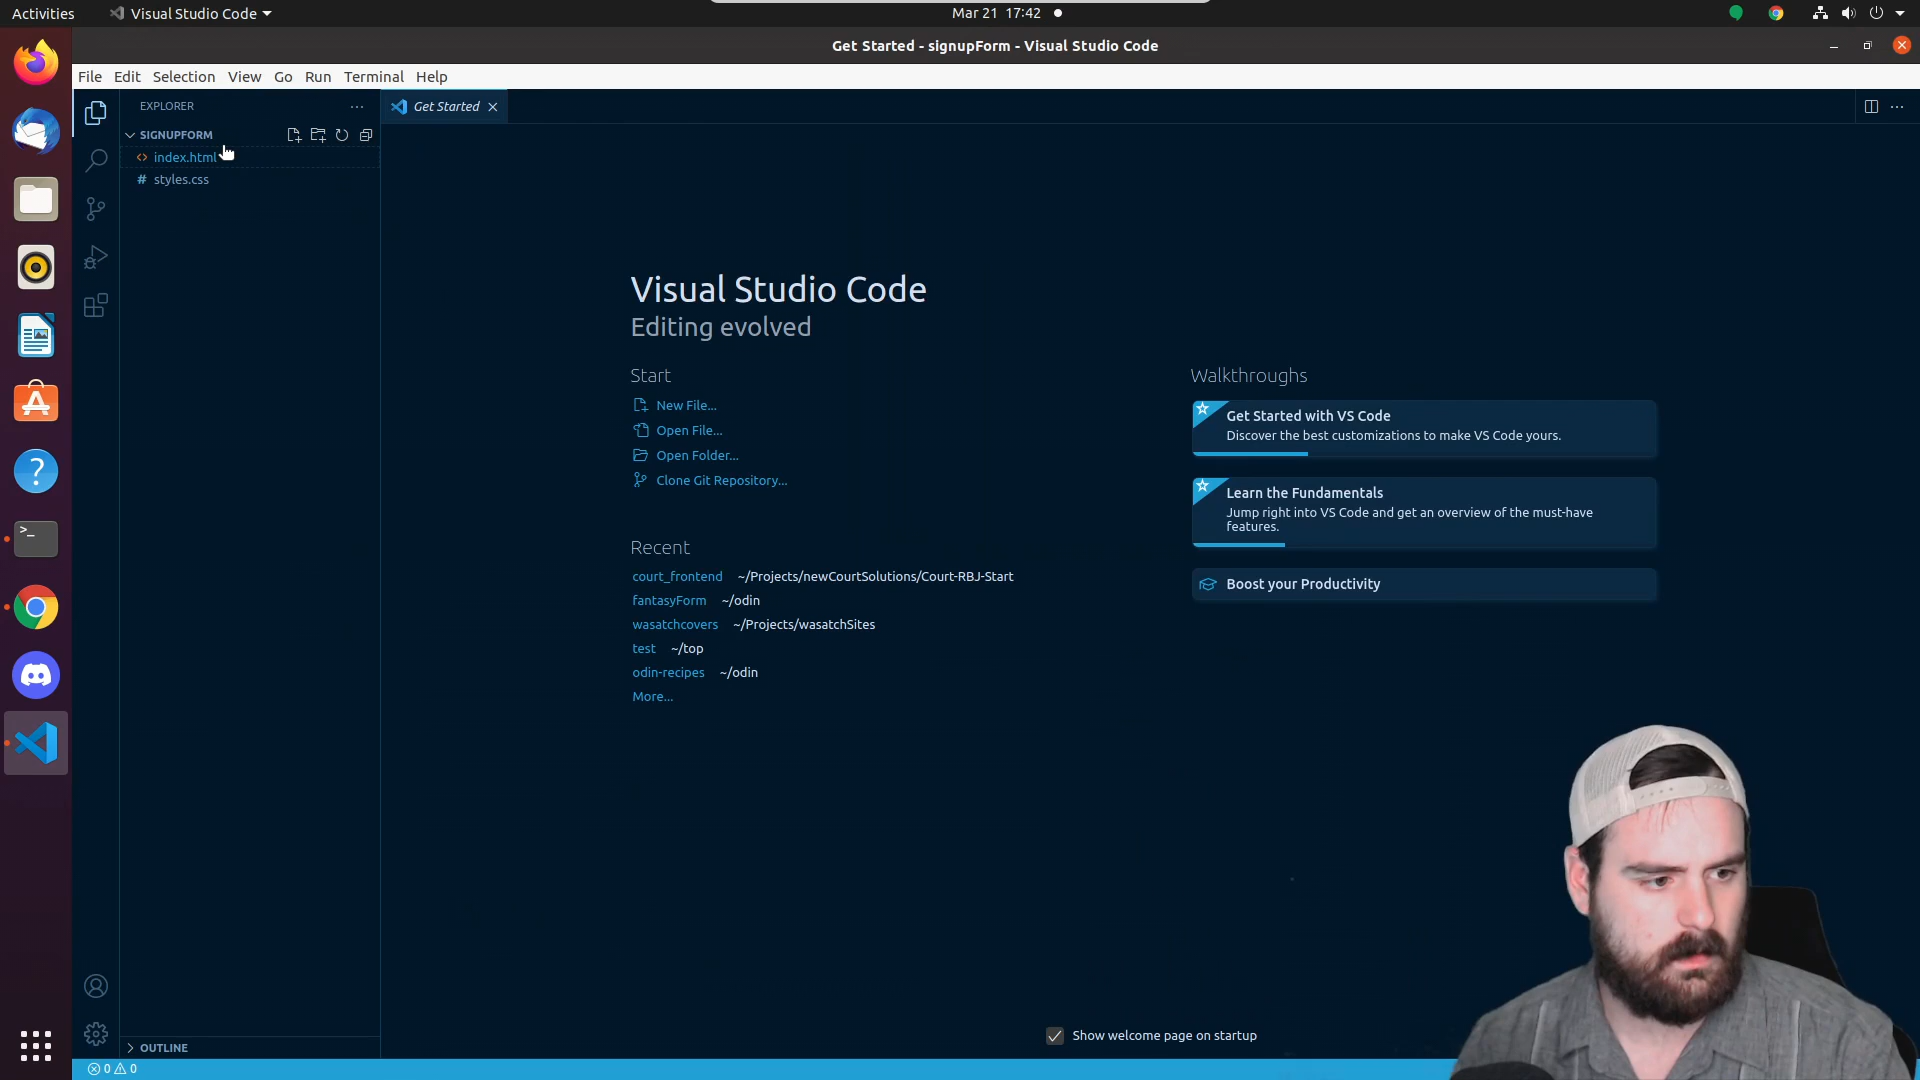 Activities
Visual Studio Code
Mar 21 17:42
Get Started - signupForm - Visual Studio Code
File Edit Selection View Go Run Terminal Help
EXPLORER
Get Started
SIGNUPFORM
index.html
# styles.css
Visual Studio Code
Editing evolved
Start
New File...
Open File...
Open Folder...
Clone Git Repository...
Recent
court_frontend ~/Projects/newCourtSolutions/Court-RBJ-Start
fantasyForm ~/odin
wasatchcovers ~/Projects/wasatchSites
test ~/top
odin-recipes ~/odin
More...
Walkthroughs
Get Started with VS Code
Discover the best customizations to make VS Code yours.
Learn the Fundamentals
Jump right into VS Code and get an overview of the must-have
features.
Boost your Productivity
Show welcome page on startup
OUTLINE
0 0